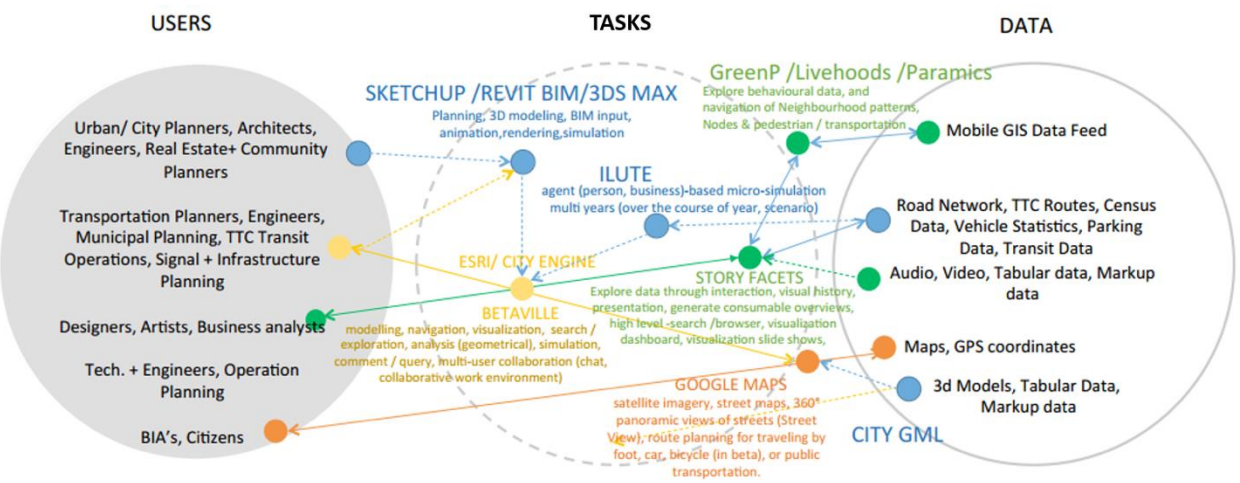 USERS
TASKS
DATA
Urban/ City Planners, Architects,
Engineers, Real Estate+ Community
Planners
Transportation Planners, Engineers,
Municipal Planning, TTC Transit
Operations, Signal + Infrastructure
Planning
Designers, Artists, Business analysts
Tech. + Engineers, Operation
Planning
BIA's, Citizens
SKETCHUP /REVIT BIM/3DS MAX
Planning, 3D modeling, BIM input,
animation,rendering,simulation
GreenP /Livehoods /Paramics
Explore behavioural data, and
navigation of Neighbourhood patterns,
Nodes & pedestrian / transportation
ILUTE
agent (person, business)-based micro-simulation
multi years (over the course of year, scenario)
ESRI/ CITY ENGINE
BETAVILLE
modelling, navigation, visualization, search /
exploration, analysis (geometrical), simulation,
comment / query, multi-user collaboration (chat,
collaborative work environment)
STORY FACETS
Explore data through interaction, visual history,
presentation, generate consumable overviews,
high level -search /browser, visualization
dashboard, visualization slide shows,
GOOGLE MAPS
satellite imagery, street maps, 360°
panoramic views of streets (Street
View), route planning for traveling by
foot, car, bicycle (in beta), or public
transportation.
Mobile GIS Data Feed
Road Network, TTC Routes, Census
Data, Vehicle Statistics, Parking
Data, Transit Data
Audio, Video, Tabular data, Markup
data
Maps, GPS coordinates
3d Models, Tabular Data,
Markup data
CITY GML